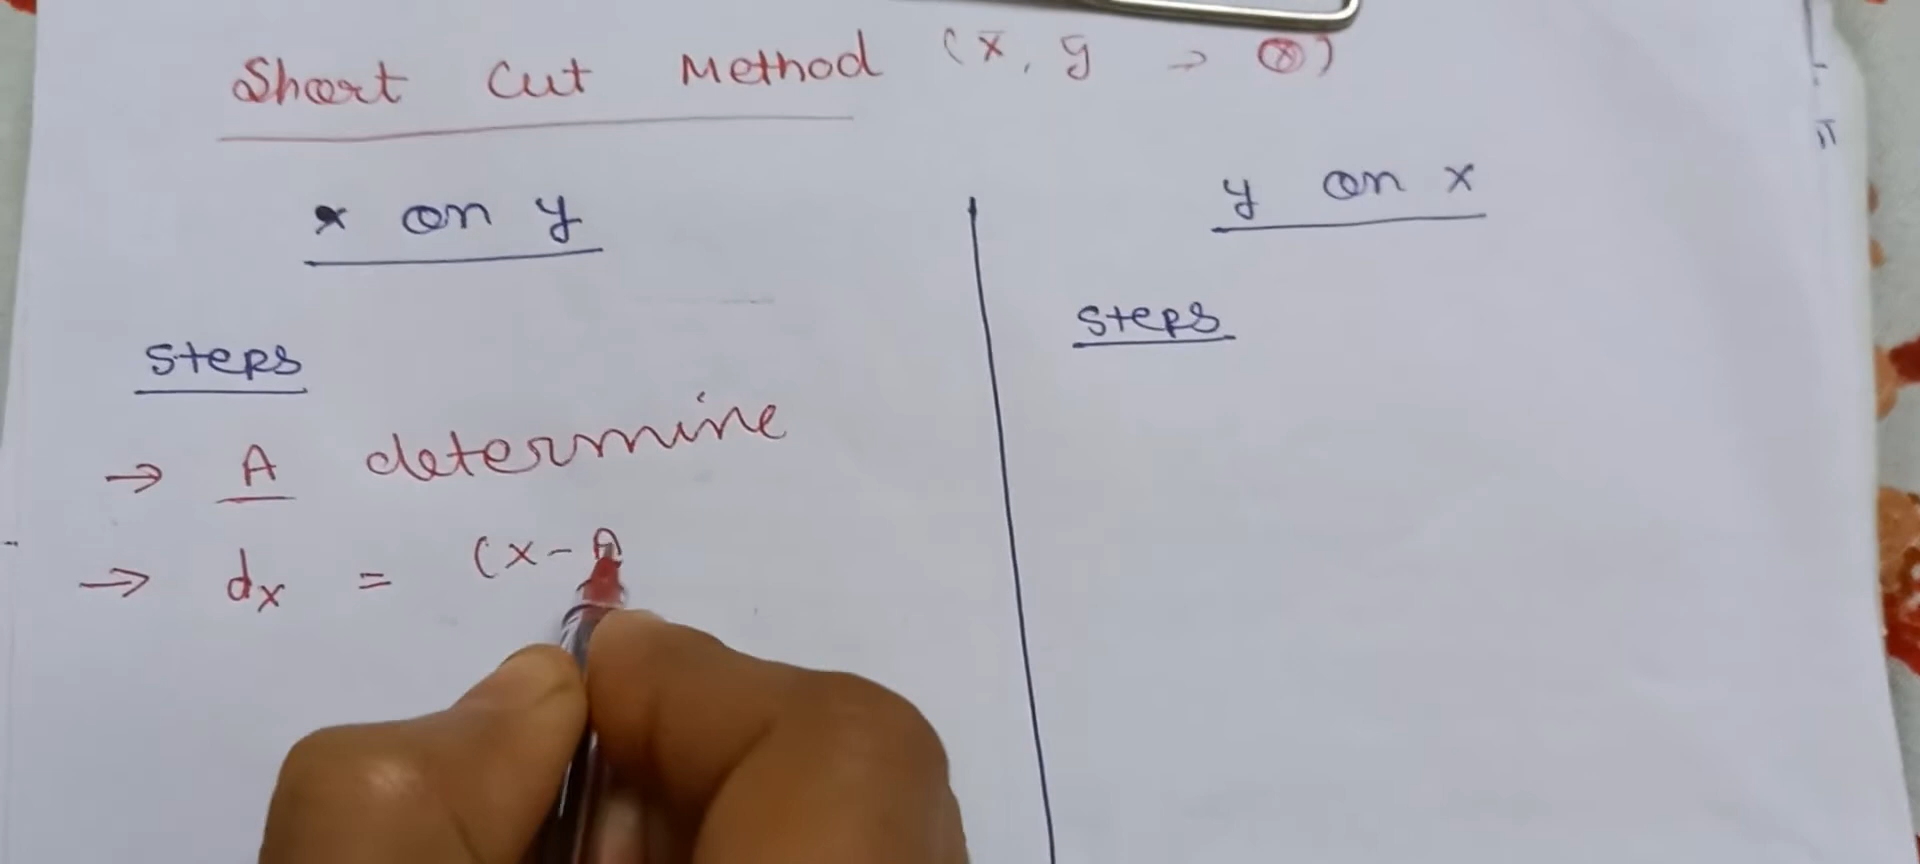 Short Cut Method (x̄, ȳ → ⓧ)
x on y
y on x
Steps
Steps
→ A determine
→ dx = (x-A